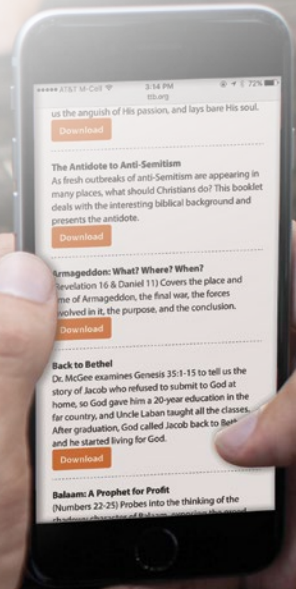 AT&T M-Cell 3:14 PM 72%
ttb.org
us the anguish of His passion, and lays bare His soul.
Download
The Antidote to Anti-Semitism
As fresh outbreaks of anti-Semitism are appearing in
many places, what should Christians do? This booklet
deals with the interesting biblical background and
presents the antidote.
Download
Armageddon: What? Where? When?
Revelation 16 & Daniel 11) Covers the place and
me of Armageddon, the final war, the forces
volved in it, the purpose, and the conclusion.
Download
Back to Bethel
Dr. McGee examines Genesis 35:1-15 to tell us the
story of Jacob who refused to submit to God at
home, so God gave him a 20-year education in the
far country, and Uncle Laban taught all the classes.
After graduation, God called Jacob back to Beth
and he started living for God.
Download
Balaam: A Prophet for Profit
(Numbers 22-25) Probes into the thinking of the
shadowy character of Balaam, exposing the